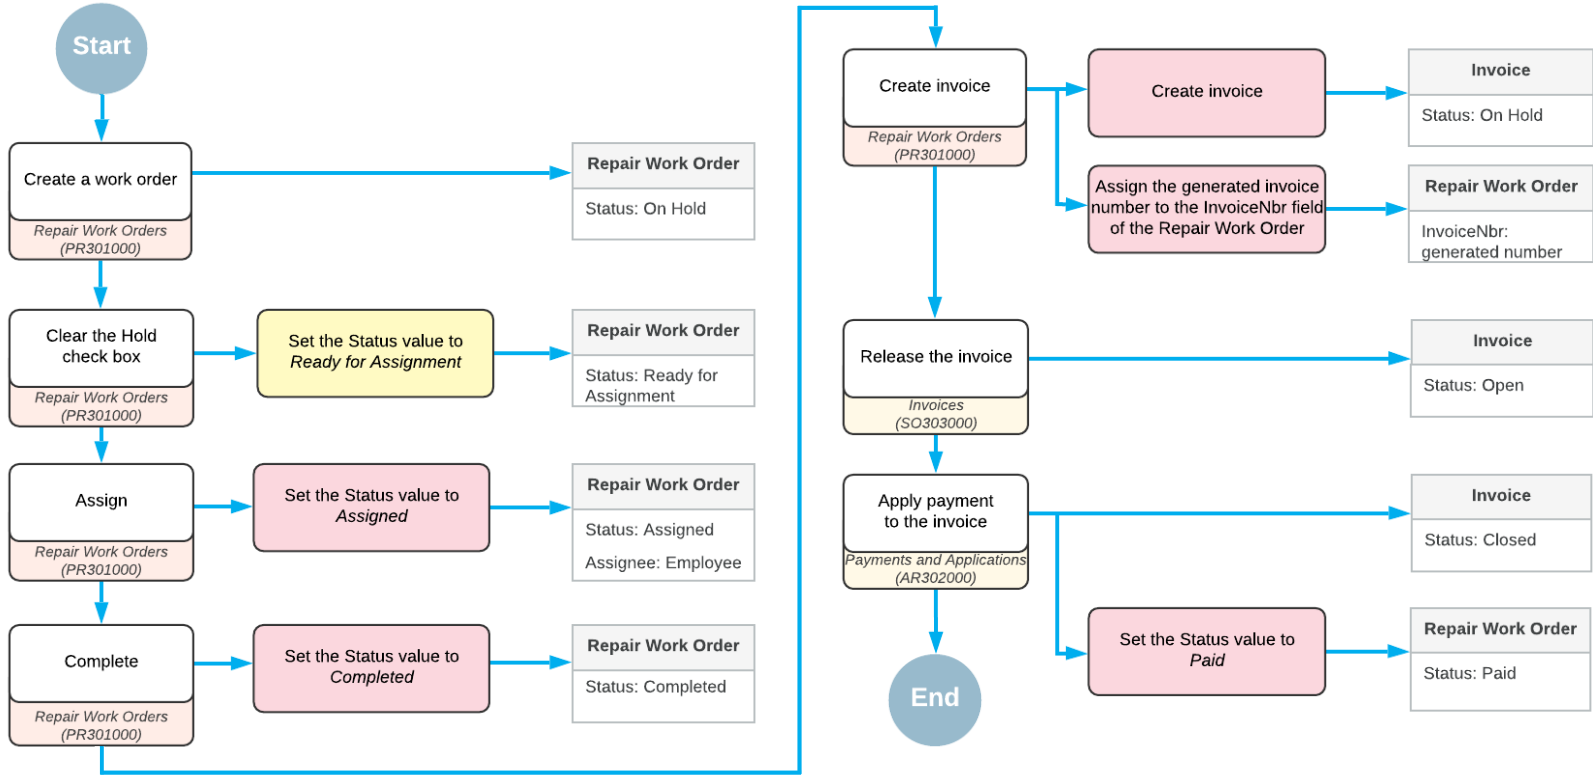 Start
Create a work order
Repair Work Orders
(PR301000)
Repair Work Order
Status: On Hold
Clear the Hold
check box
Repair Work Orders
(PR301000)
Set the Status value to
Ready for Assignment
Repair Work Order
Status: Ready for
Assignment
Assign
Repair Work Orders
(PR301000)
Set the Status value to
Assigned
Repair Work Order
Status: Assigned
Assignee: Employee
Complete
Repair Work Orders
(PR301000)
Set the Status value to
Completed
Repair Work Order
Status: Completed
Create invoice
Repair Work Orders
(PR301000)
Create invoice
Invoice
Status: On Hold
Assign the generated invoice
number to the InvoiceNbr field
of the Repair Work Order
Repair Work Order
InvoiceNbr:
generated number
Release the invoice
Invoices
(SO303000)
Invoice
Status: Open
Apply payment
to the invoice
Payments and Applications
(AR302000)
Invoice
Status: Closed
Set the Status value to
Paid
Repair Work Order
Status: Paid
End